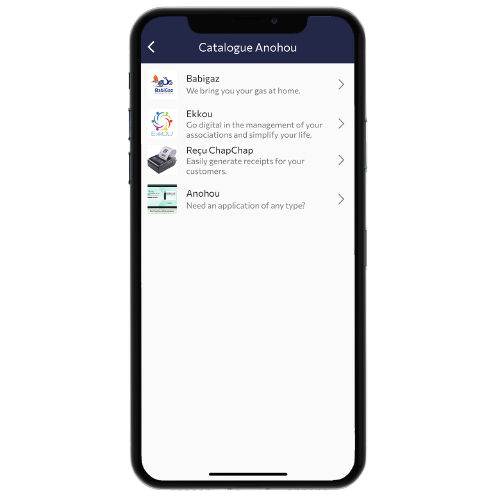 Catalogue Anohou
Babigaz
We bring you your gas at home.
BabiGaz
Ekkou
Go digital in the management of your
associations and simplify your life.
EKKOU
Reçu ChapChap
Easily generate receipts for your
customers.
Anohou
Need an application of any type?